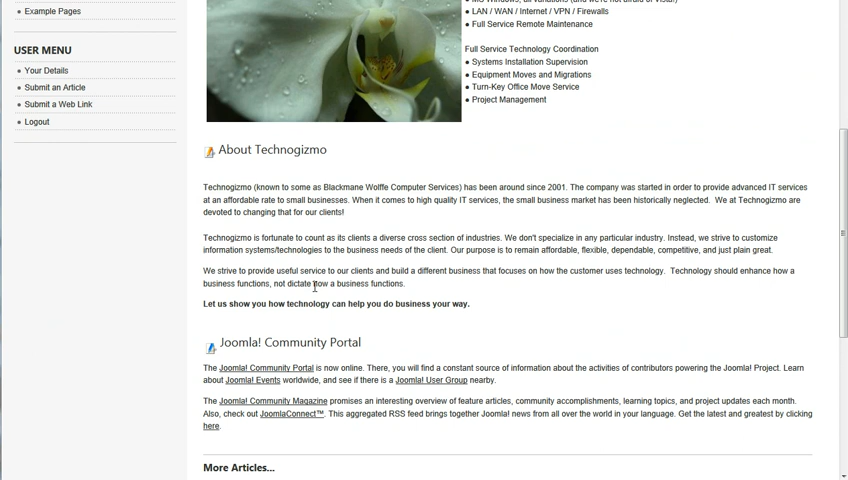 Example Pages
USER MENU
Your Details
Submit an Article
Submit a Web Link
Logout
● LAN / WAN / Internet / VPN / Firewalls
● Full Service Remote Maintenance
Full Service Technology Coordination
● Systems Installation Supervision
● Equipment Moves and Migrations
● Turn-Key Office Move Service
● Project Management
About Technogizmo
Technogizmo (known to some as Blackmane Wolffe Computer Services) has been around since 2001. The company was started in order to provide advanced IT services
at an affordable rate to small businesses. When it comes to high quality IT services, the small business market has been historically neglected. We at Technogizmo are
devoted to changing that for our clients!
Technogizmo is fortunate to count as its clients a diverse cross section of industries. We don't specialize in any particular industry. Instead, we strive to customize
information systems/technologies to the business needs of the client. Our purpose is to remain affordable, flexible, dependable, competitive, and just plain great.
We strive to provide useful service to our clients and build a different business that focuses on how the customer uses technology. Technology should enhance how a
business functions, not dictate how a business functions.
Let us show you how technology can help you do business your way.
Joomla! Community Portal
The Joomla! Community Portal is now online. There, you will find a constant source of information about the activities of contributors powering the Joomla! Project. Learn
about Joomla! Events worldwide, and see if there is a Joomla! User Group nearby.
The Joomla! Community Magazine promises an interesting overview of feature articles, community accomplishments, learning topics, and project updates each month.
Also, check out JoomlaConnect™. This aggregated RSS feed brings together Joomla! news from all over the world in your language. Get the latest and greatest by clicking
here.
More Articles...